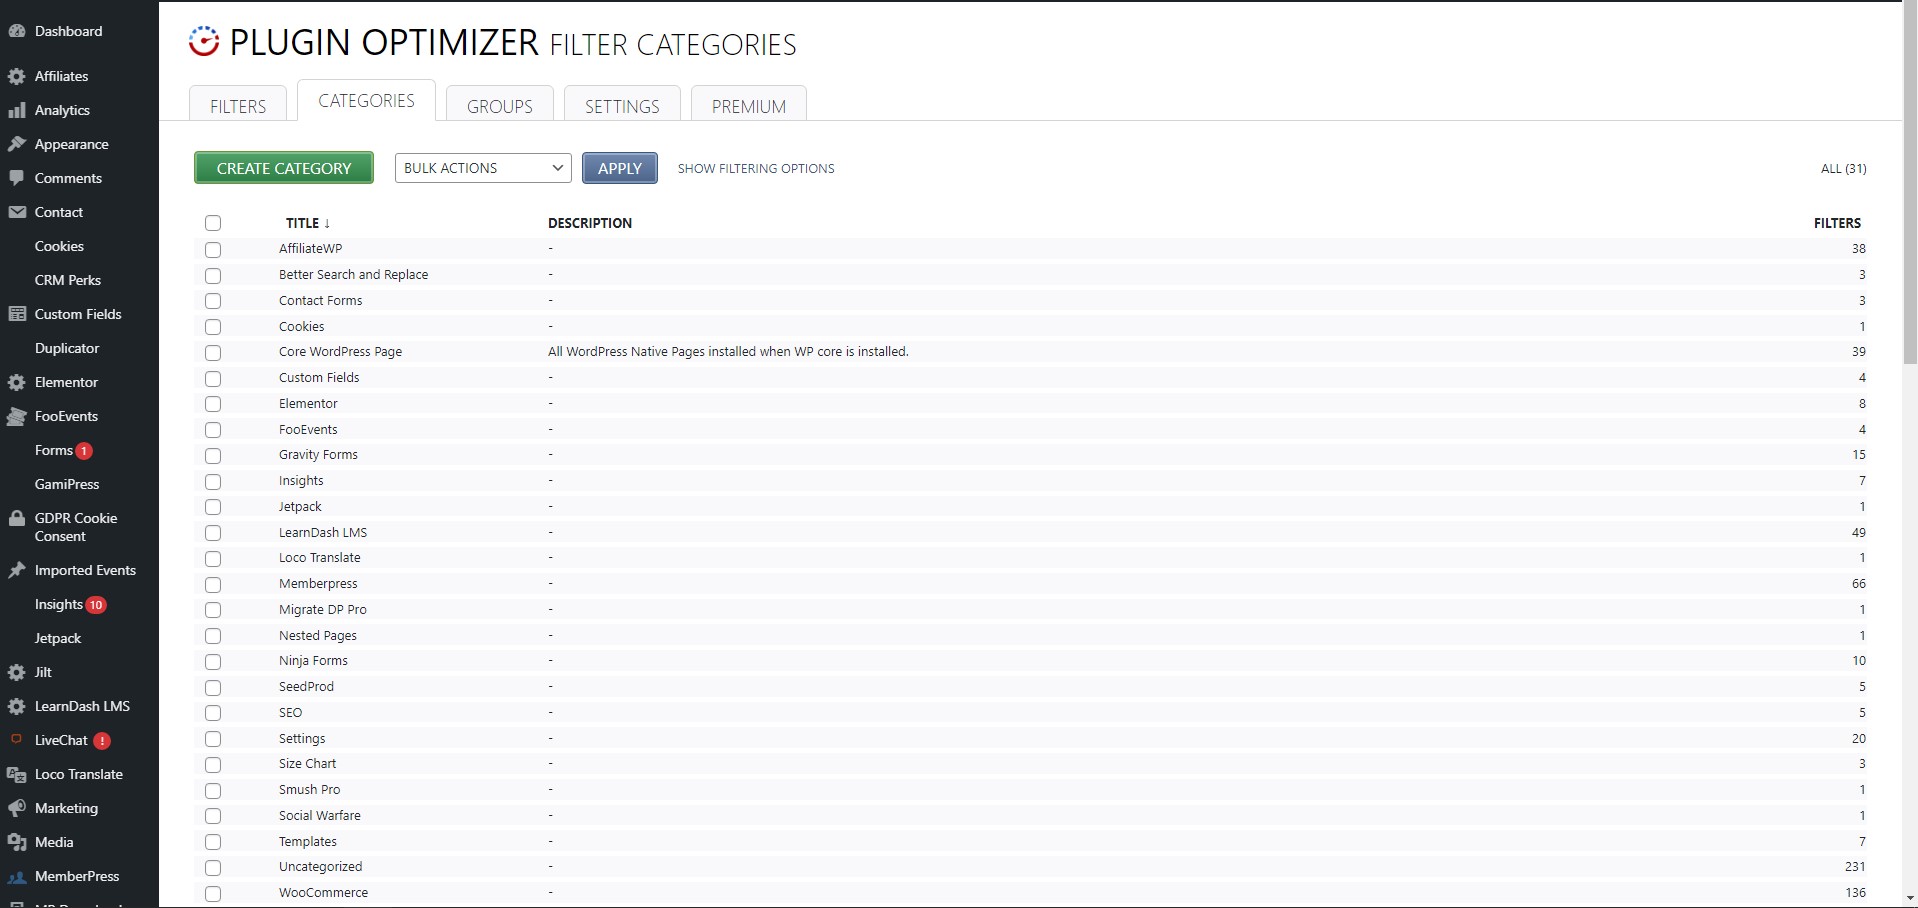 Dashboard
Affiliates
Analytics
Appearance
Comments
Contact
Cookies
CRM Perks
Custom Fields
Duplicator
Elementor
FooEvents
Forms 1
GamiPress
GDPR Cookie
Consent
Imported Events
Insights 10
Jetpack
Jilt
LearnDash LMS
LiveChat !
Loco Translate
Marketing
Media
MemberPress
PLUGIN OPTIMIZER FILTER CATEGORIES
FILTERS CATEGORIES GROUPS SETTINGS PREMIUM
CREATE CATEGORY BULK ACTIONS APPLY SHOW FILTERING OPTIONS ALL (31)
TITLE ↓ DESCRIPTION FILTERS
AffiliateWP - 38
Better Search and Replace - 3
Contact Forms - 3
Cookies - 1
Core WordPress Page All WordPress Native Pages installed when WP core is installed. 39
Custom Fields - 4
Elementor - 8
FooEvents - 4
Gravity Forms - 15
Insights - 7
Jetpack - 1
LearnDash LMS - 49
Loco Translate - 1
Memberpress - 66
Migrate DP Pro - 1
Nested Pages - 1
Ninja Forms - 10
SeedProd - 5
SEO - 5
Settings - 20
Size Chart - 3
Smush Pro - 1
Social Warfare - 1
Templates - 7
Uncategorized - 231
WooCommerce - 136